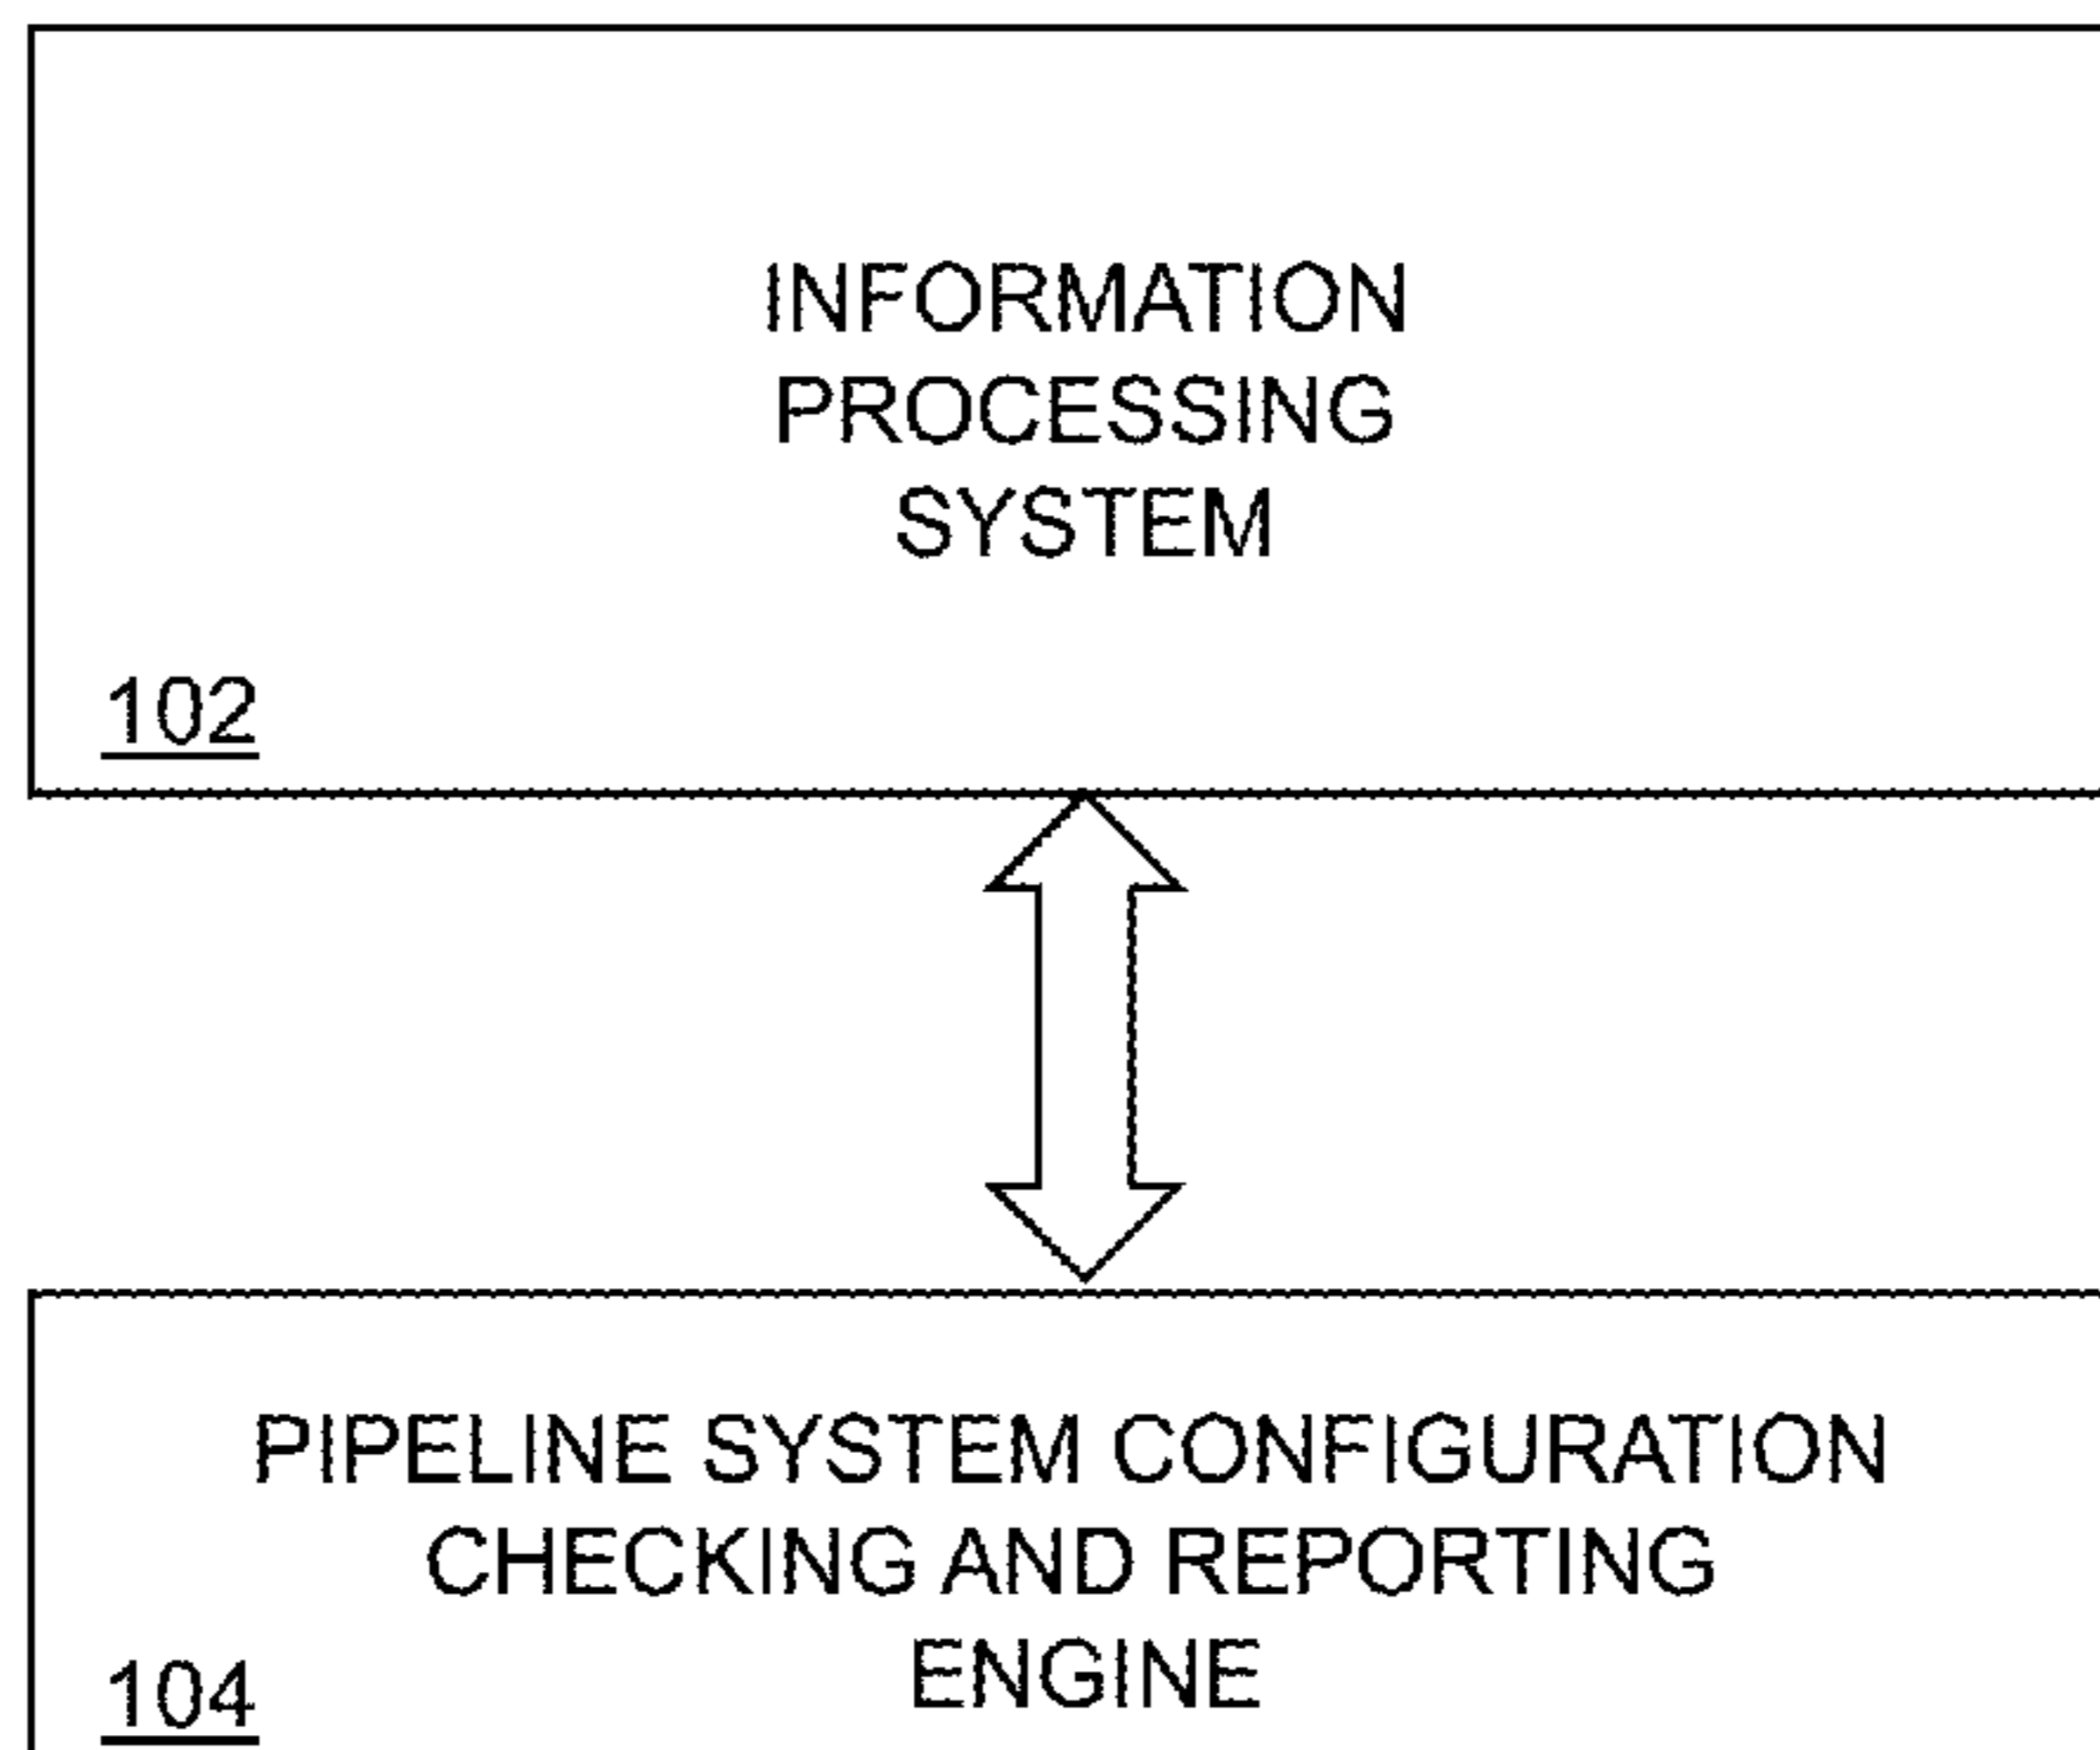 INFORMATION
PROCESSING
SYSTEM
102
PIPELINE SYSTEM CONFIGURATION
CHECKING AND REPORTING
ENGINE
104